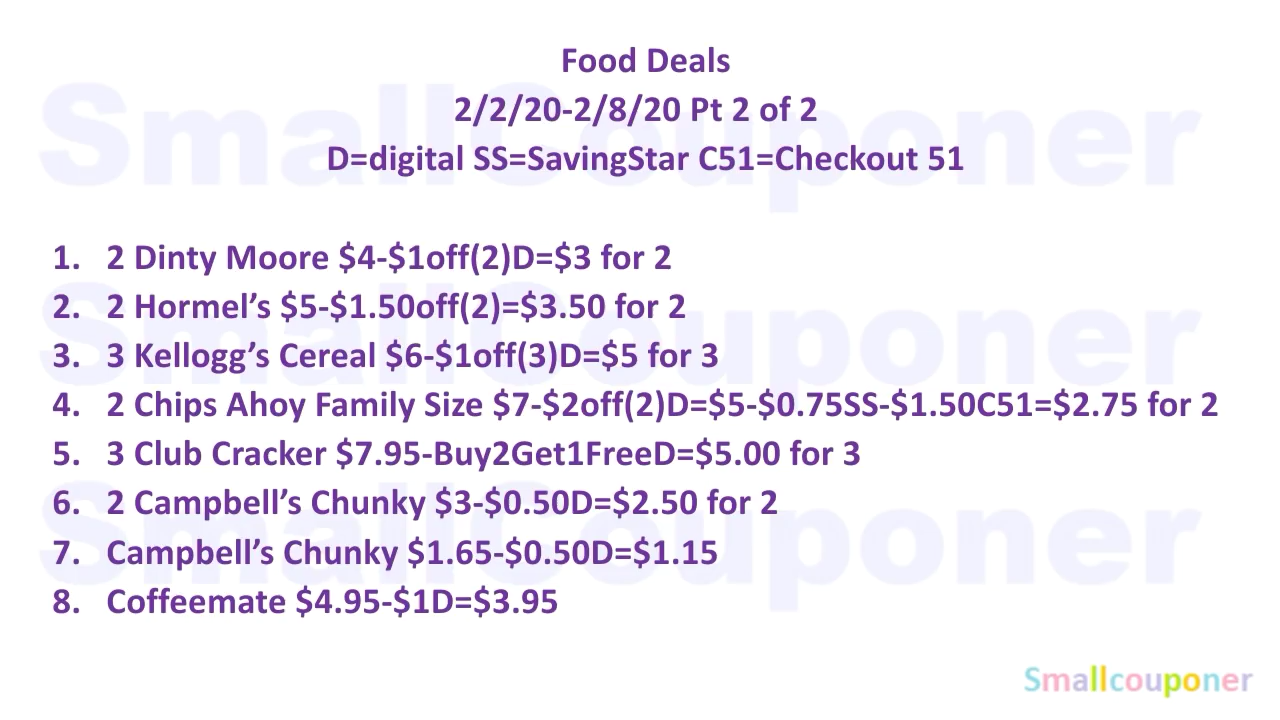 Food Deals
2/2/20-2/8/20 Pt 2 of 2
D=digital SS=SavingStar C51=Checkout 51
SmallCouponer
1. 2 Dinty Moore $4-$1off(2)D=$3 for 2
2. 2 Hormel’s $5-$1.50off(2)=$3.50 for 2
SmallCouponer
3. 3 Kellogg’s Cereal $6-$1off(3)D=$5 for 3
4. 2 Chips Ahoy Family Size $7-$2off(2)D=$5-$0.75SS-$1.50C51=$2.75 for 2
5. 3 Club Cracker $7.95-Buy2Get1FreeD=$5.00 for 3
6. 2 Campbell’s Chunky $3-$0.50D=$2.50 for 2
SmallCouponer
7. Campbell’s Chunky $1.65-$0.50D=$1.15
8. Coffeemate $4.95-$1D=$3.95
Smallcouponer